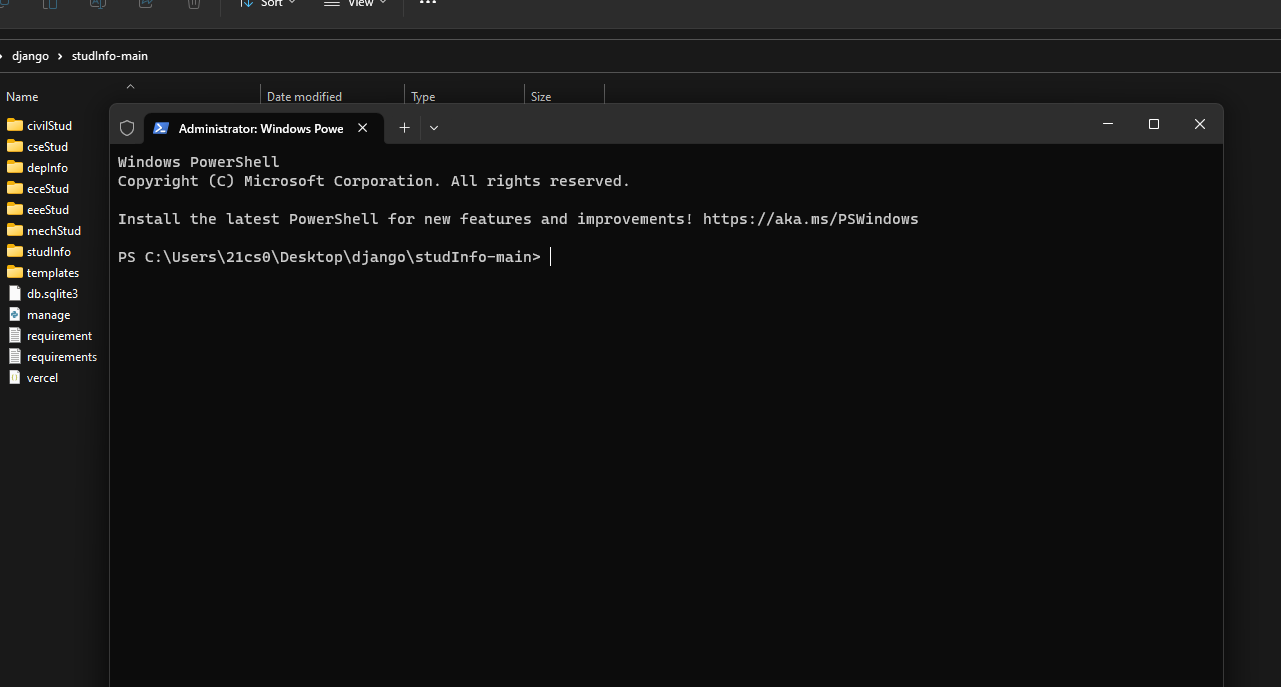 Sort
View
django > studInfo-main
Name
Date modified
Type
Size
civilStud
cseStud
depInfo
eceStud
eeeStud
mechStud
studInfo
templates
db.sqlite3
manage
requirement
requirements
vercel
Administrator: Windows Powe
Windows PowerShell
Copyright (C) Microsoft Corporation. All rights reserved.
Install the latest PowerShell for new features and improvements! https://aka.ms/PSWindows
PS C:\Users\21cs0\Desktop\django\studInfo-main>